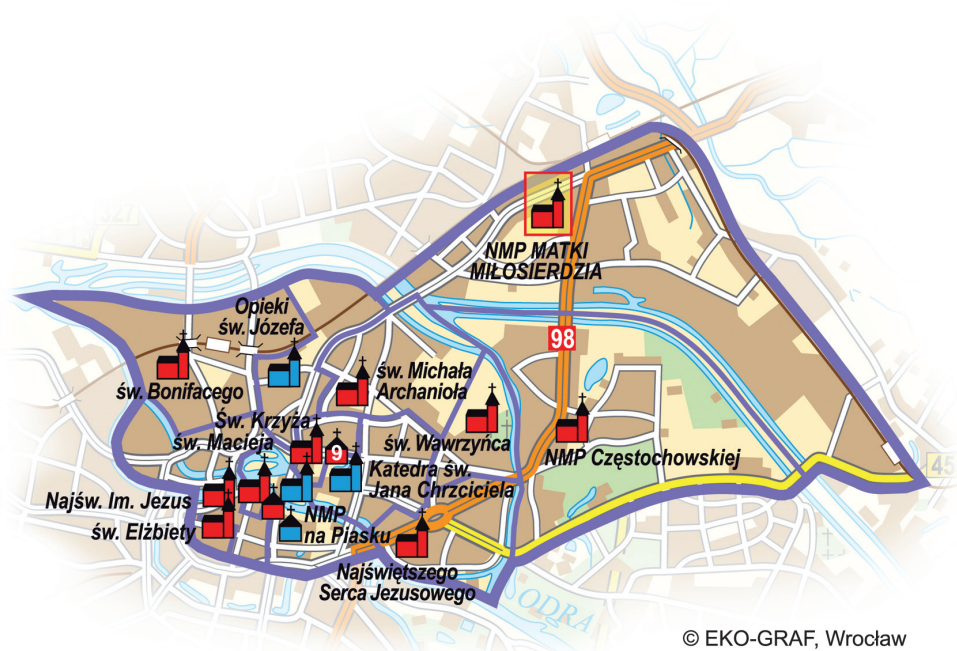 327
NMP MATKI
MIŁOSIERDZIA
Opieki
św. Józefa
98
św. Bonifacego
św. Michała
Archanioła
Św. Krzyża
św. Macieja
św. Wawrzyńca
9
NMP Częstochowskiej
45
Katedra św.
Jana Chrzciciela
Najśw. Im. Jezus
św. Elżbiety
NMP
na Piasku
Najświętszego
Serca Jezusowego
ODRA
© EKO-GRAF, Wrocław